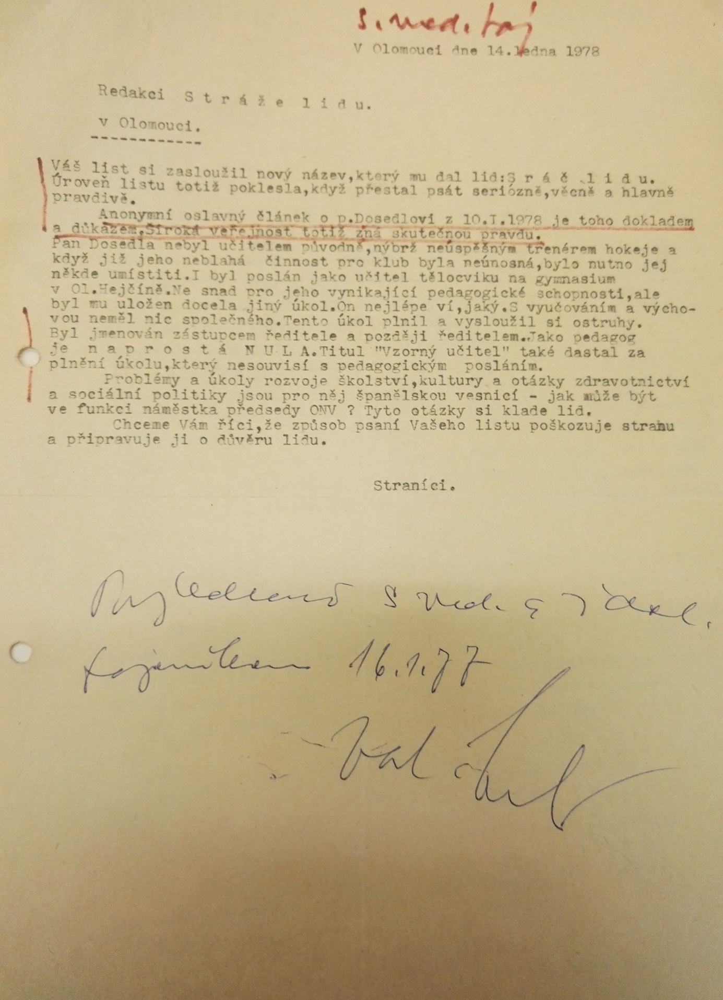 s. ved. taj
V Olomouci dne 14.ledna 1978
Redakci S t r á ž e l i d u.
v Olomouci.
------------
Váš list si zasloužil nový název,který mu dal lid:S r á č l i d u.
Úroveň listu totiž poklesla,když přestal psát seriózně,věcně a hlavně
pravdivě.
Anonymní oslavný článek o p.Dosedlovi z 10.I.1978 je toho dokladem
a důkazem.Široká veřejnost totiž zná skutečnou pravdu.
Pan Dosedla nebyl učitelem původně,nýbrž neúspěšným trenérem hokeje a
když již jeho neblahá činnost pro klub byla neúnosná,bylo nutno jej
někde umístiti.I byl poslán jako učitel tělocviku na gymnasium
v Ol.Hejčíně.Ne snad pro jeho vynikající pedagogické schopnosti,ale
byl mu uložen docela jiný úkol.On nejlépe ví,jaký.S vyučováním a výcho-
vou neměl nic společného.Tento úkol plnil a vysloužil si ostruhy.
Byl jmenován zástupcem ředitele a později ředitelem.Jako pedagog
je n a p r o s t á N U L A.Titul "Vzorný učitel" také dastal za
plnění úkolu,který nesouvisí s pedagogickým posláním.
Problémy a úkoly rozvoje školství,kultury a otázky zdravotnictví
a sociální politiky jsou pro něj španělskou vesnicí - jak může být
ve funkci náměstka předsedy ONV ? Tyto otázky si klade lid.
Chceme Vám říci,že způsob psaní Vašeho listu poškozuje stranu
a připravuje ji o důvěru lidu.
Straníci.
s ved.
tajemníkem 16.1.77